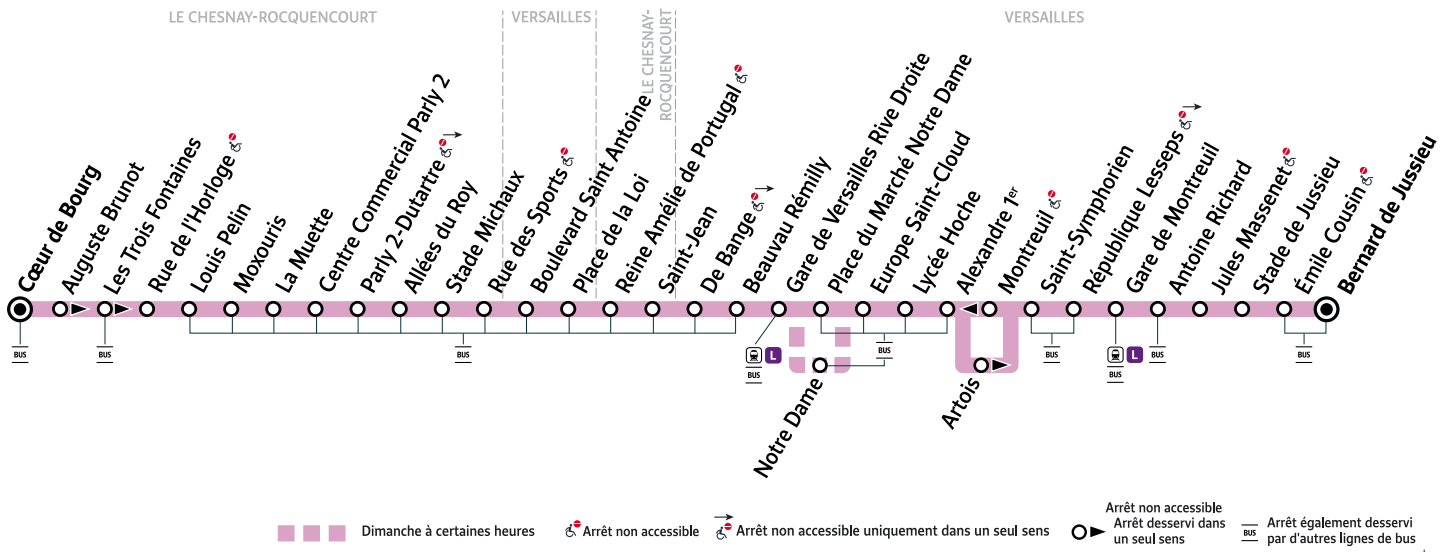 LE CHESNAY-ROCQUENCOURT
VERSAILLES
LE CHESNAY-
ROCQUENCOURT
VERSAILLES
Cœur de Bourg
Auguste Brunot
Les Trois Fontaines
Rue de l'Horloge
Louis Pelin
Moxouris
La Muette
Centre Commercial Parly 2
Parly 2-Dutartre
Allées du Roy
Stade Michaux
Rue des Sports
Boulevard Saint Antoine
Place de la Loi
Reine Amélie de Portugal
Saint-Jean
De Bange
Beauvau Rémilly
Gare de Versailles Rive Droite
Place du Marché Notre Dame
Europe Saint-Cloud
Lycée Hoche
Alexandre 1er
Montreuil
Saint-Symphorien
République Lesseps
Gare de Montreuil
Antoine Richard
Jules Massenet
Stade de Jussieu
Émile Cousin
Bernard de Jussieu
BUS
BUS
BUS
L
BUS
BUS
BUS
L
BUS
BUS
BUS
Notre Dame
Artois
Dimanche à certaines heures
Arrêt non accessible
Arrêt non accessible uniquement dans un seul sens
Arrêt non accessible
Arrêt desservi dans
un seul sens
BUS
Arrêt également desservi
par d'autres lignes de bus